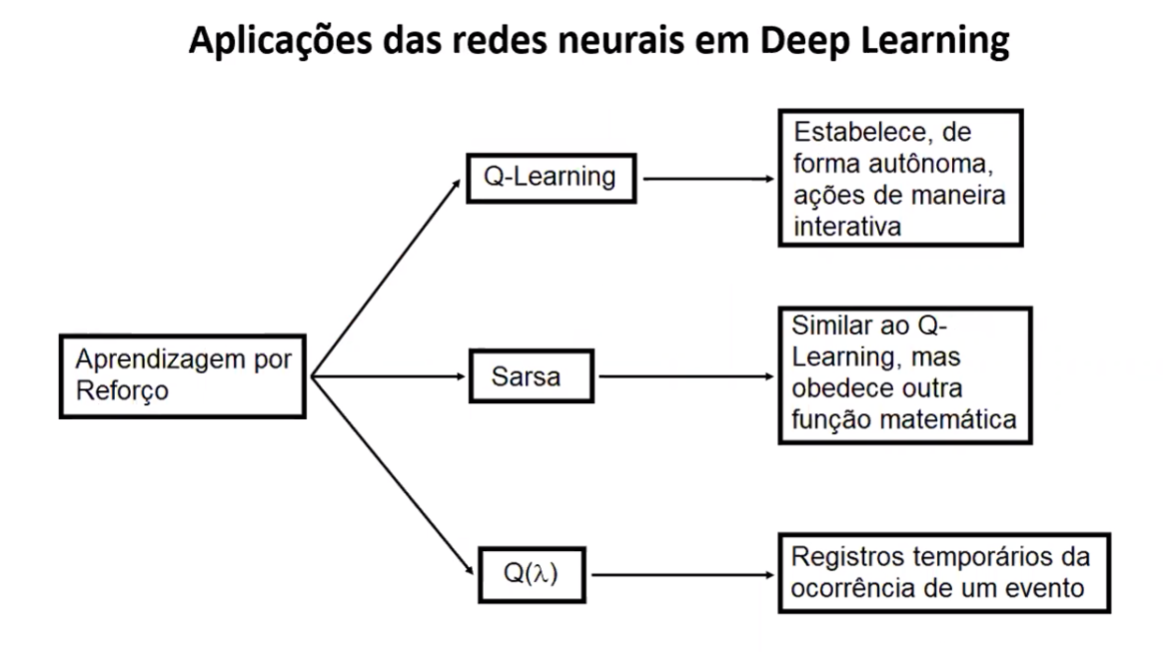 Aplicações das redes neurais em Deep Learning
Q-Learning
Estabelece, de
forma autônoma,
ações de maneira
interativa
Aprendizagem por
Reforço
Sarsa
Similar ao Q-
Learning, mas
obedece outra
função matemática
Q(λ)
Registros temporários da
ocorrência de um evento